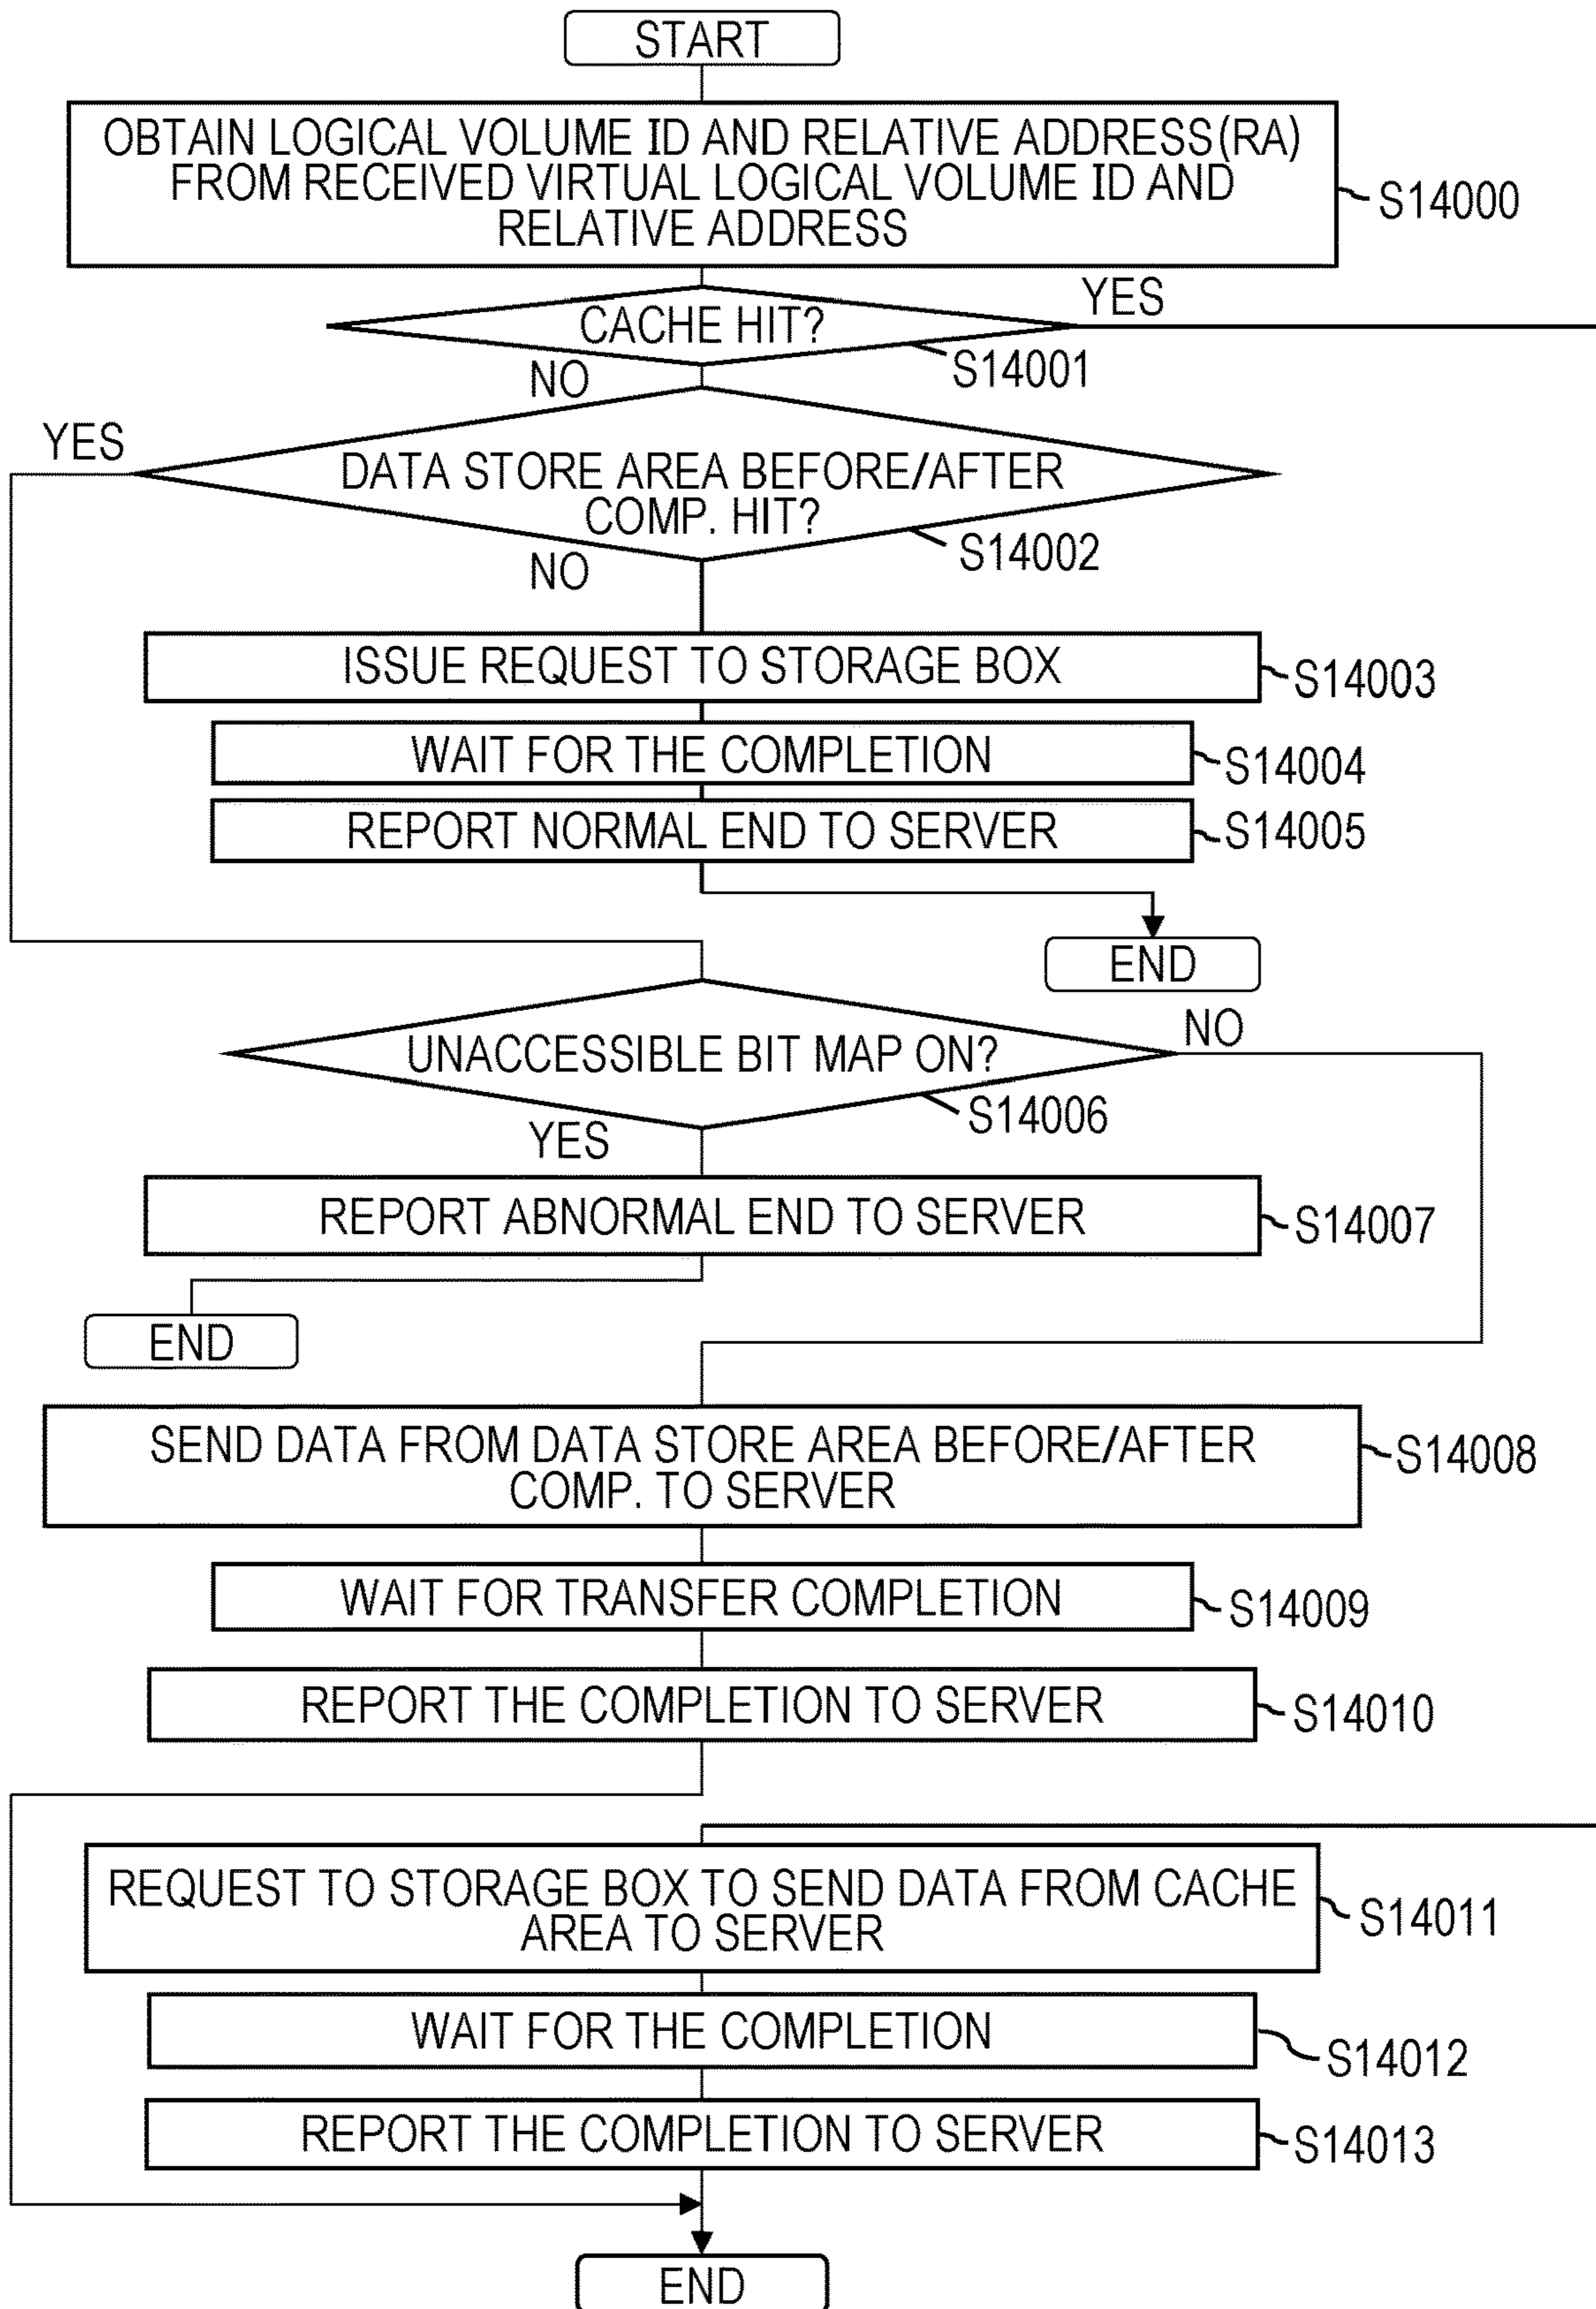 START
OBTAIN LOGICAL VOLUME ID AND RELATIVE ADDRESS(RA)
FROM RECEIVED VIRTUAL LOGICAL VOLUME ID AND
RELATIVE ADDRESS
S14000
YES
CACHE HIT?
S14001
NO
YES
DATA STORE AREA BEFORE/AFTER
COMP. HIT?
S14002
NO
ISSUE REQUEST TO STORAGE BOX
S14003
WAIT FOR THE COMPLETION
S14004
REPORT NORMAL END TO SERVER
S14005
END
NO
UNACCESSIBLE BIT MAP ON?
S14006
YES
REPORT ABNORMAL END TO SERVER
S14007
END
SEND DATA FROM DATA STORE AREA BEFORE/AFTER
COMP. TO SERVER
S14008
WAIT FOR TRANSFER COMPLETION
S14009
REPORT THE COMPLETION TO SERVER
S14010
REQUEST TO STORAGE BOX TO SEND DATA FROM CACHE
AREA TO SERVER
S14011
WAIT FOR THE COMPLETION
S14012
REPORT THE COMPLETION TO SERVER
S14013
END